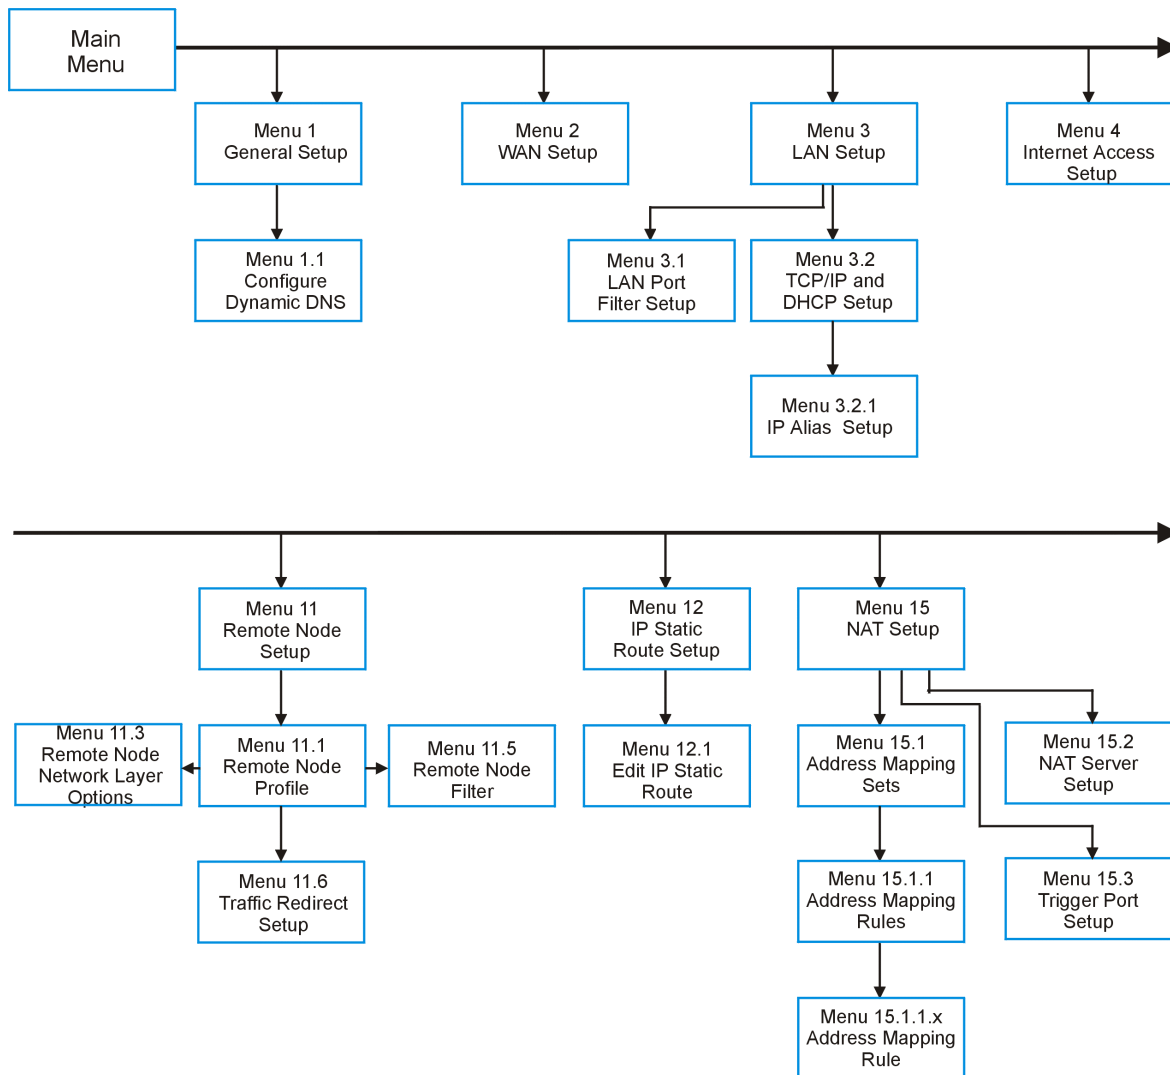 Main
Menu
Menu 1
General Setup
Menu 2
WAN Setup
Menu 3
LAN Setup
Menu 4
Internet Access
Setup
Menu 1.1
Configure
Dynamic DNS
Menu 3.1
LAN Port
Filter Setup
Menu 3.2
TCP/IP and
DHCP Setup
Menu 3.2.1
IP Alias Setup
Menu 11
Remote Node
Setup
Menu 12
IP Static
Route Setup
Menu 15
NAT Setup
Menu 11.3
Remote Node
Network Layer
Options
Menu 11.1
Remote Node
Profile
Menu 11.5
Remote Node
Filter
Menu 12.1
Edit IP Static
Route
Menu 15.1
Address Mapping
Sets
Menu 15.2
NAT Server
Setup
Menu 11.6
Traffic Redirect
Setup
Menu 15.1.1
Address Mapping
Rules
Menu 15.3
Trigger Port
Setup
Menu 15.1.1.x
Address Mapping
Rule